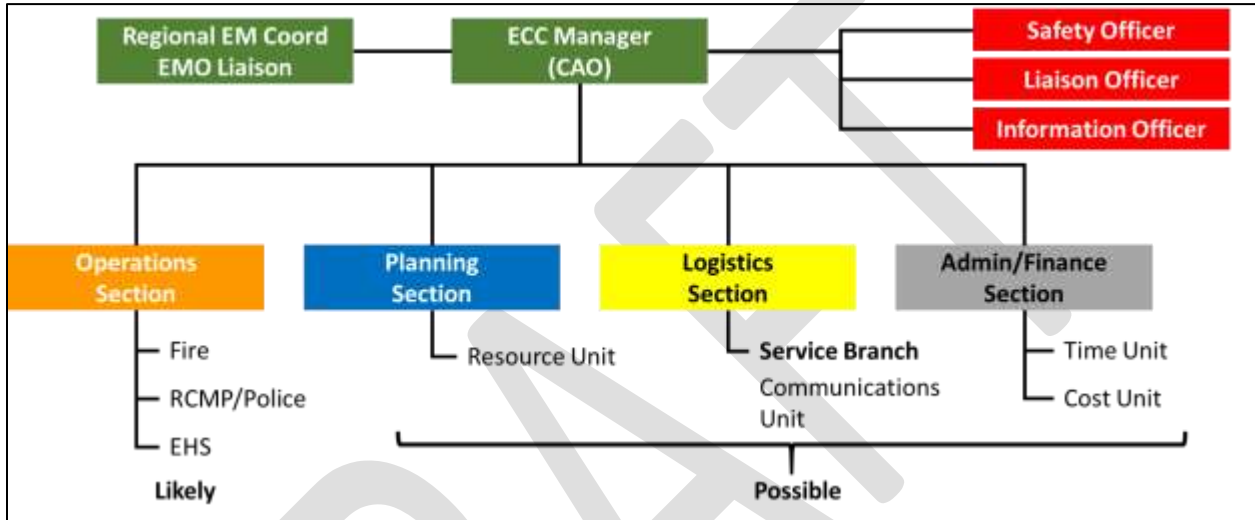 Regional EM Coord
EMO Liaison
ECC Manager
(CAO)
Safety Officer
Liaison Officer
Information Officer
Operations
Section
Planning
Section
Logistics
Section
Admin/Finance
Section
Fire
RCMP/Police
EHS
Likely
Resource Unit
Service Branch
Communications
Unit
Time Unit
Cost Unit
Possible
DRAFT